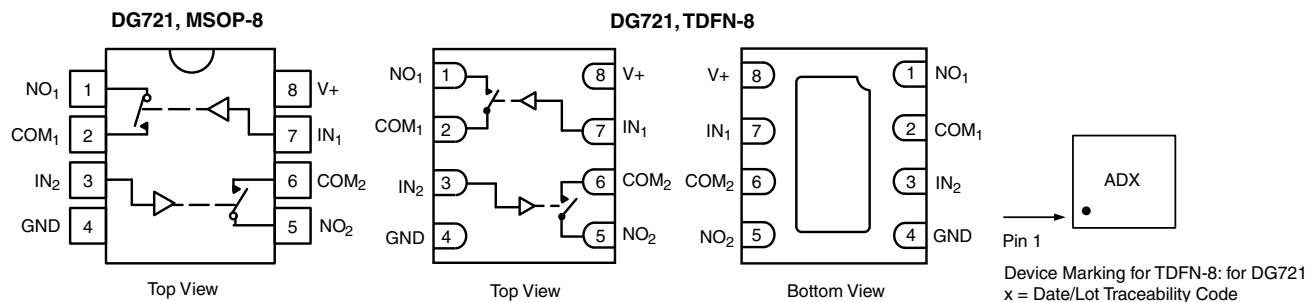 DG721, MSOP-8
NO1
1
8
V+
COM1
2
7
IN1
IN2
3
6
COM2
GND
4
5
NO2
Top View
DG721, TDFN-8
NO1
1
8
V+
COM1
2
7
IN1
IN2
3
6
COM2
GND
4
5
NO2
Top View
V+
8
1
NO1
IN1
7
2
COM1
COM2
6
3
IN2
NO2
5
4
GND
Bottom View
ADX
Pin 1
Device Marking for TDFN-8: for DG721
x = Date/Lot Traceability Code